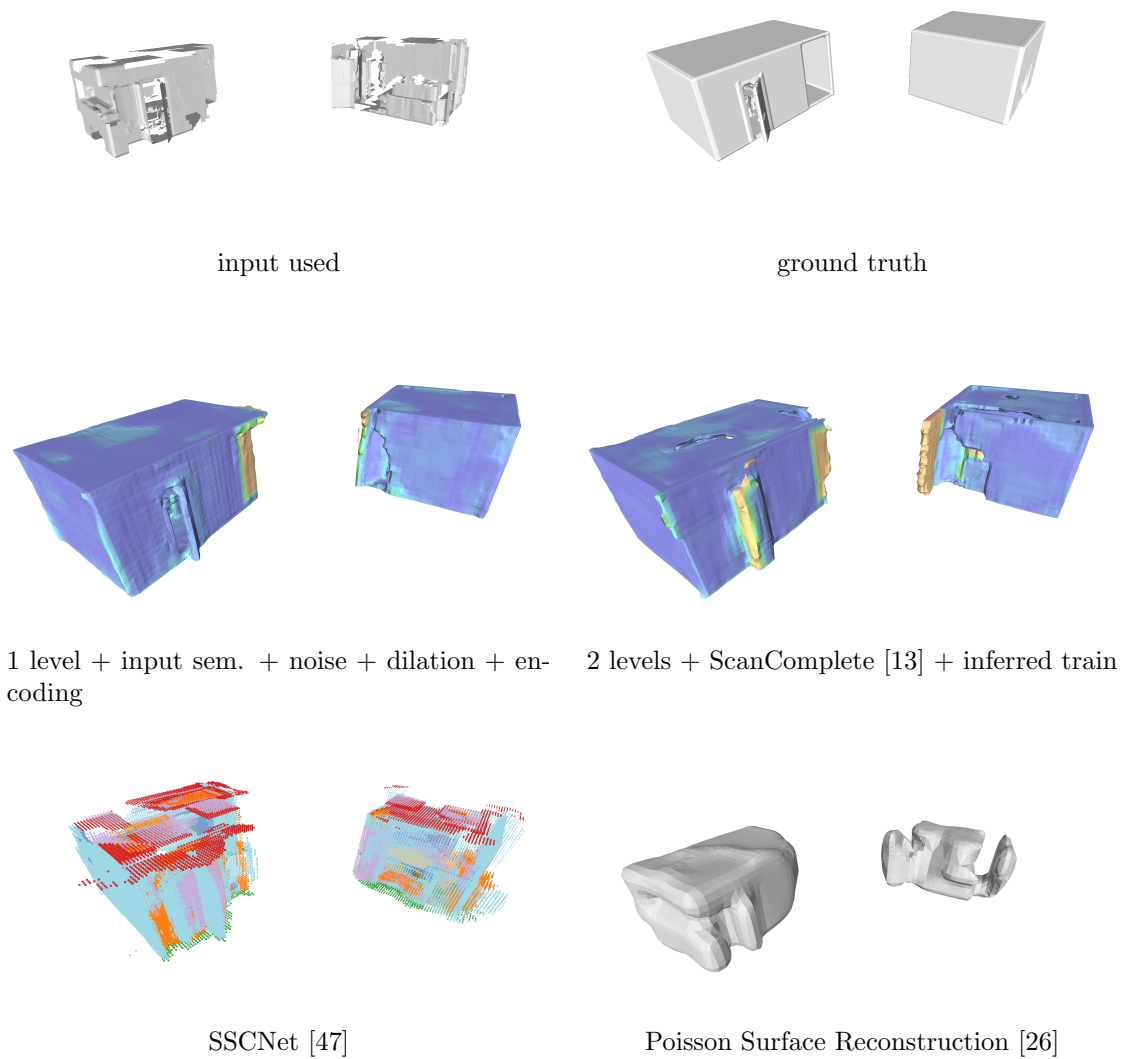 input used
ground truth
1 level + input sem. + noise + dilation + en-
coding
2 levels + ScanComplete [13] + inferred train
SSCNet [47]
Poisson Surface Reconstruction [26]